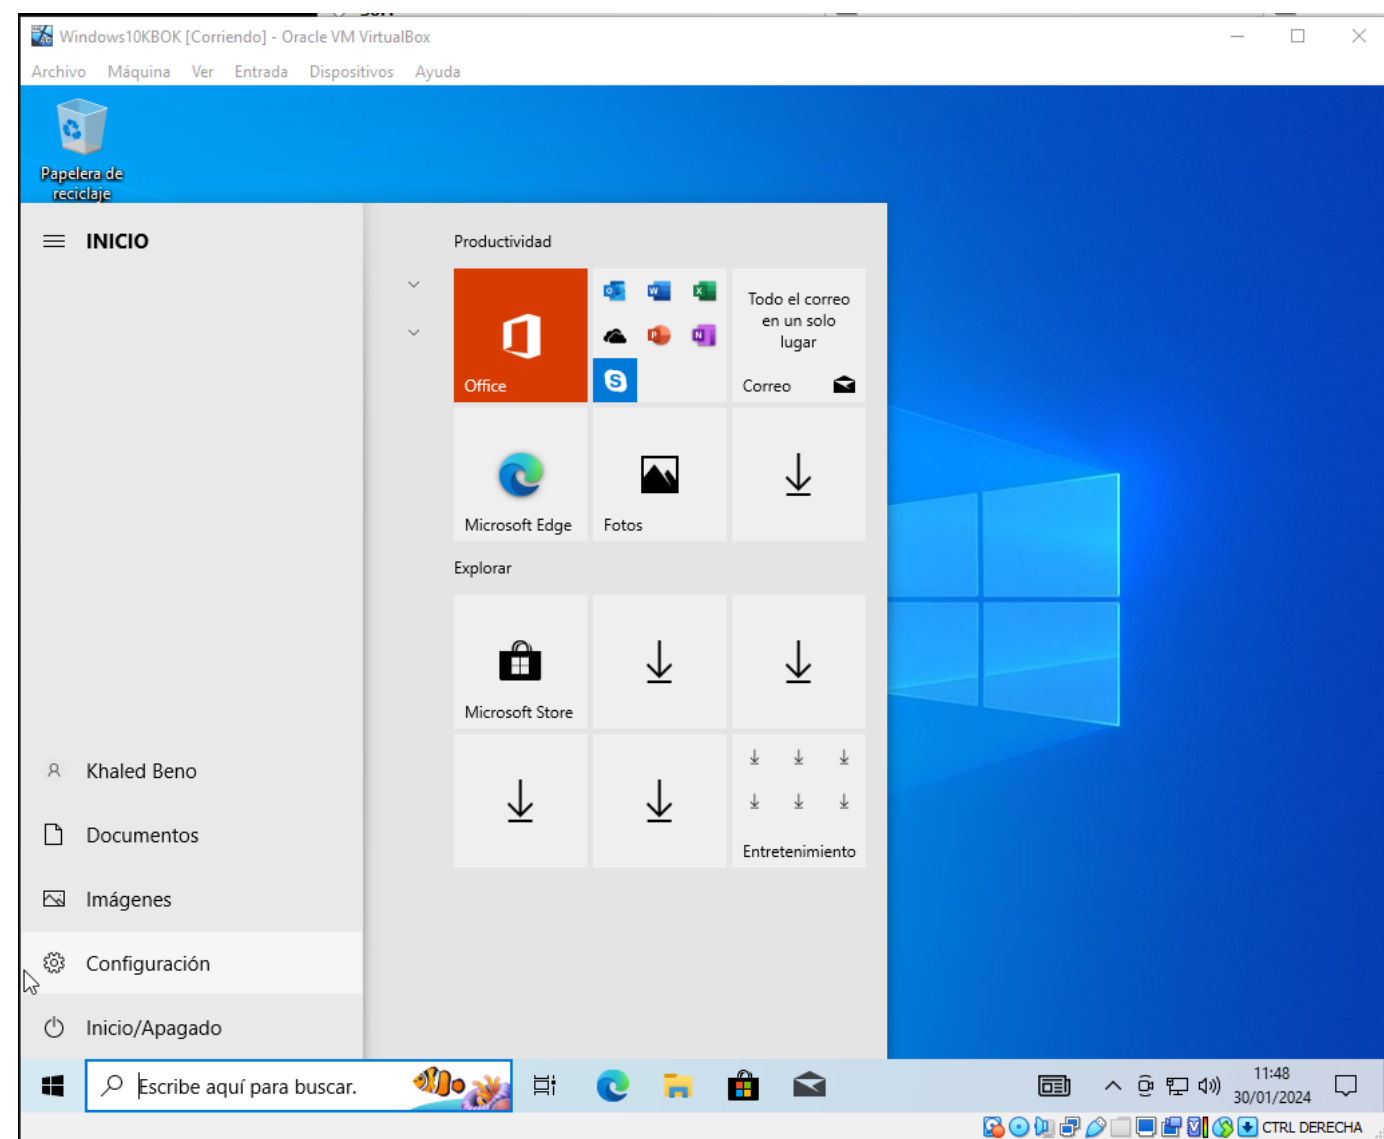 Windows10KBOK [Corriendo] - Oracle VM VirtualBox
Archivo Máquina Ver Entrada Dispositivos Ayuda
Papelera de
reciclaje
INICIO
Productividad
Office
Todo el correo
en un solo
lugar
Correo
Microsoft Edge
Fotos
Explorar
Microsoft Store
Entretenimiento
Khaled Beno
Documentos
Imágenes
Configuración
Inicio/Apagado
Escribe aquí para buscar.
11:48
30/01/2024
CTRL DERECHA